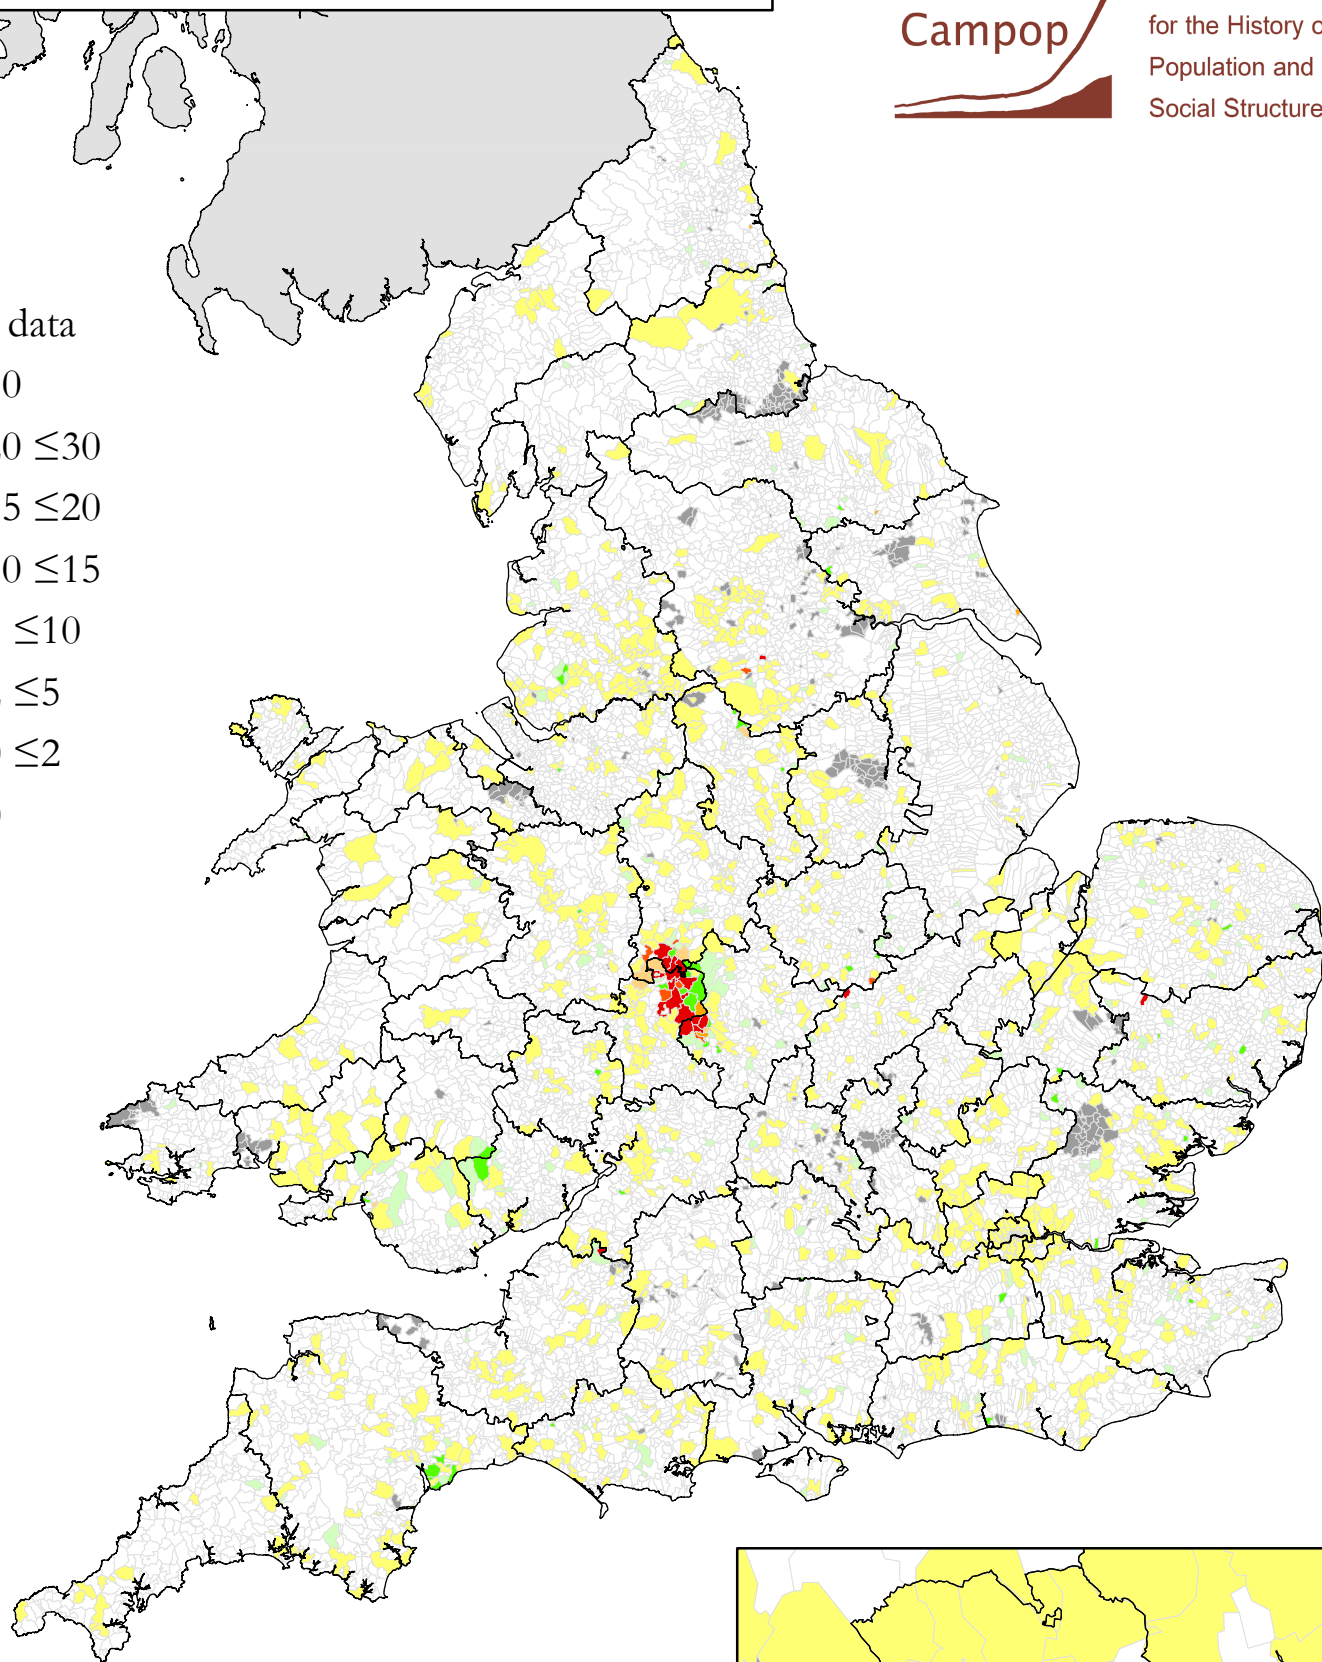 Campop
for the History o
Population and
Social Structure
data
0
0 ≤30
5 ≤20
0 ≤15
≤10
≤5
≤2